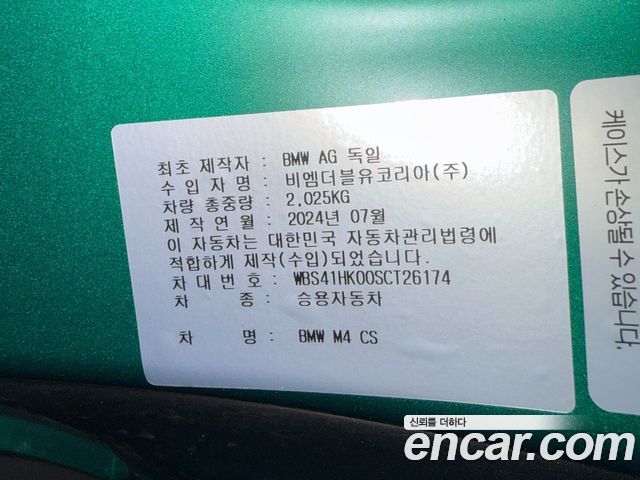 최초 제작자 : BMW AG 독일
수 입 자 명 : 비엠더블유코리아(주)
차량 총중량 : 2,025KG
제 작 연 월 : 2024년 07월
이 자동차는 대한민국 자동차관리법령에
적합하게 제작(수입)되었습니다.
차 대 번 호 : WBS41HK00SCT26174
차 종 : 승용자동차
차 명 : BMW M4 CS
케이스가 손상될 수 있습니다.
신뢰를 더하다
encar.com